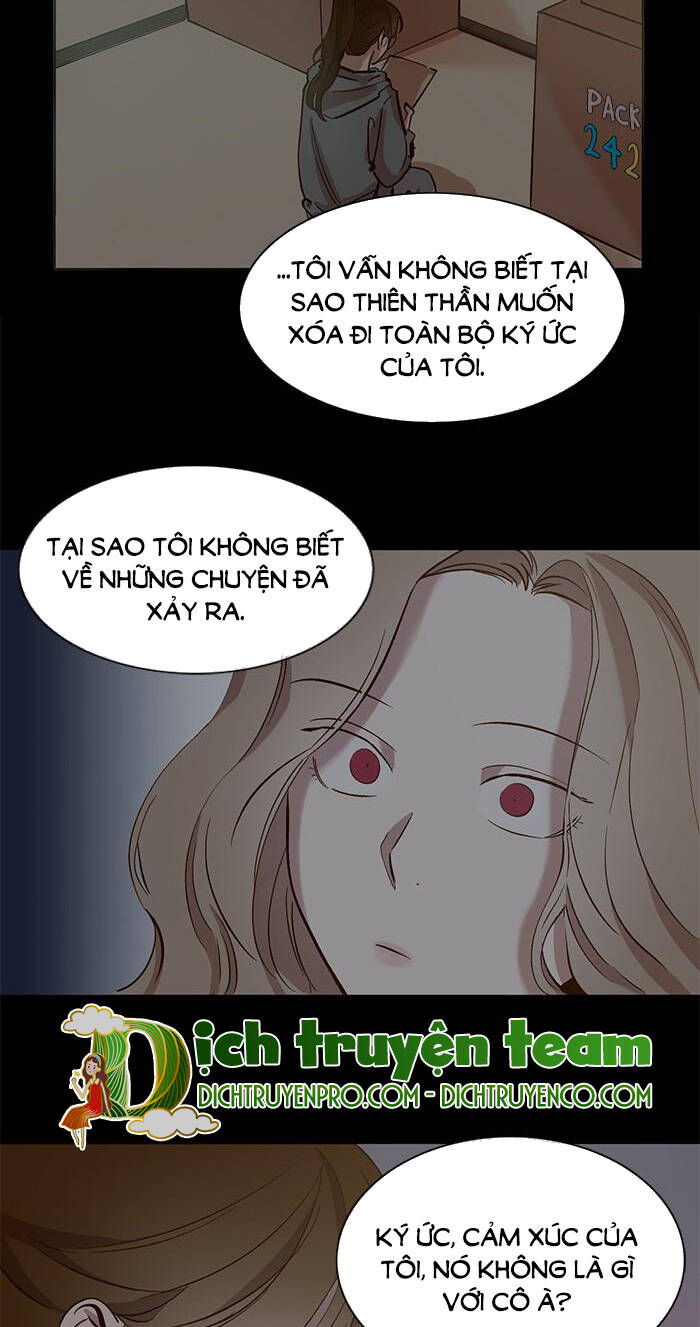 PACK
242
...TÔI VẪN KHÔNG BIẾT TẠI
SAO THIÊN THẦN MUỐN
XÓA ĐI TOÀN BỘ KÝ ỨC
CỦA TÔI.
TẠI SAO TÔI KHÔNG BIẾT
VỀ NHỮNG CHUYỆN ĐÃ
XẢY RA.
Dịch truyện team
DICHTRUYENPRO.COM - DICHTRUYENCO.COM
KÝ ỨC, CẢM XÚC CỦA
TÔI, NÓ KHÔNG LÀ GÌ
VỚI CÔ À?